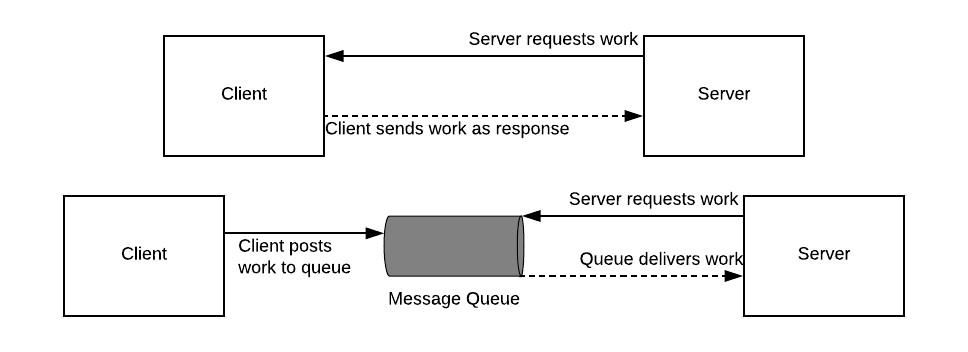 Server requests work
Client
Server
Client sends work as response
Server requests work
Client
Client posts
work to queue
Queue delivers work
Server
Message Queue